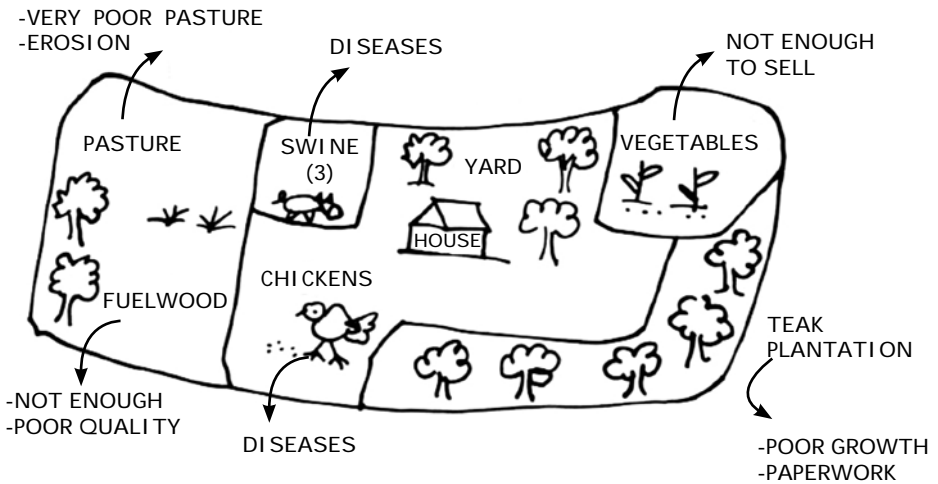 -VERY POOR PASTURE
-EROSION
DISEASES
NOT ENOUGH
TO SELL
PASTURE
SWINE
(3)
YARD
VEGETABLES
HOUSE
CHICKENS
FUELWOOD
TEAK
PLANTATION
-NOT ENOUGH
-POOR QUALITY
DISEASES
-POOR GROWTH
-PAPERWORK